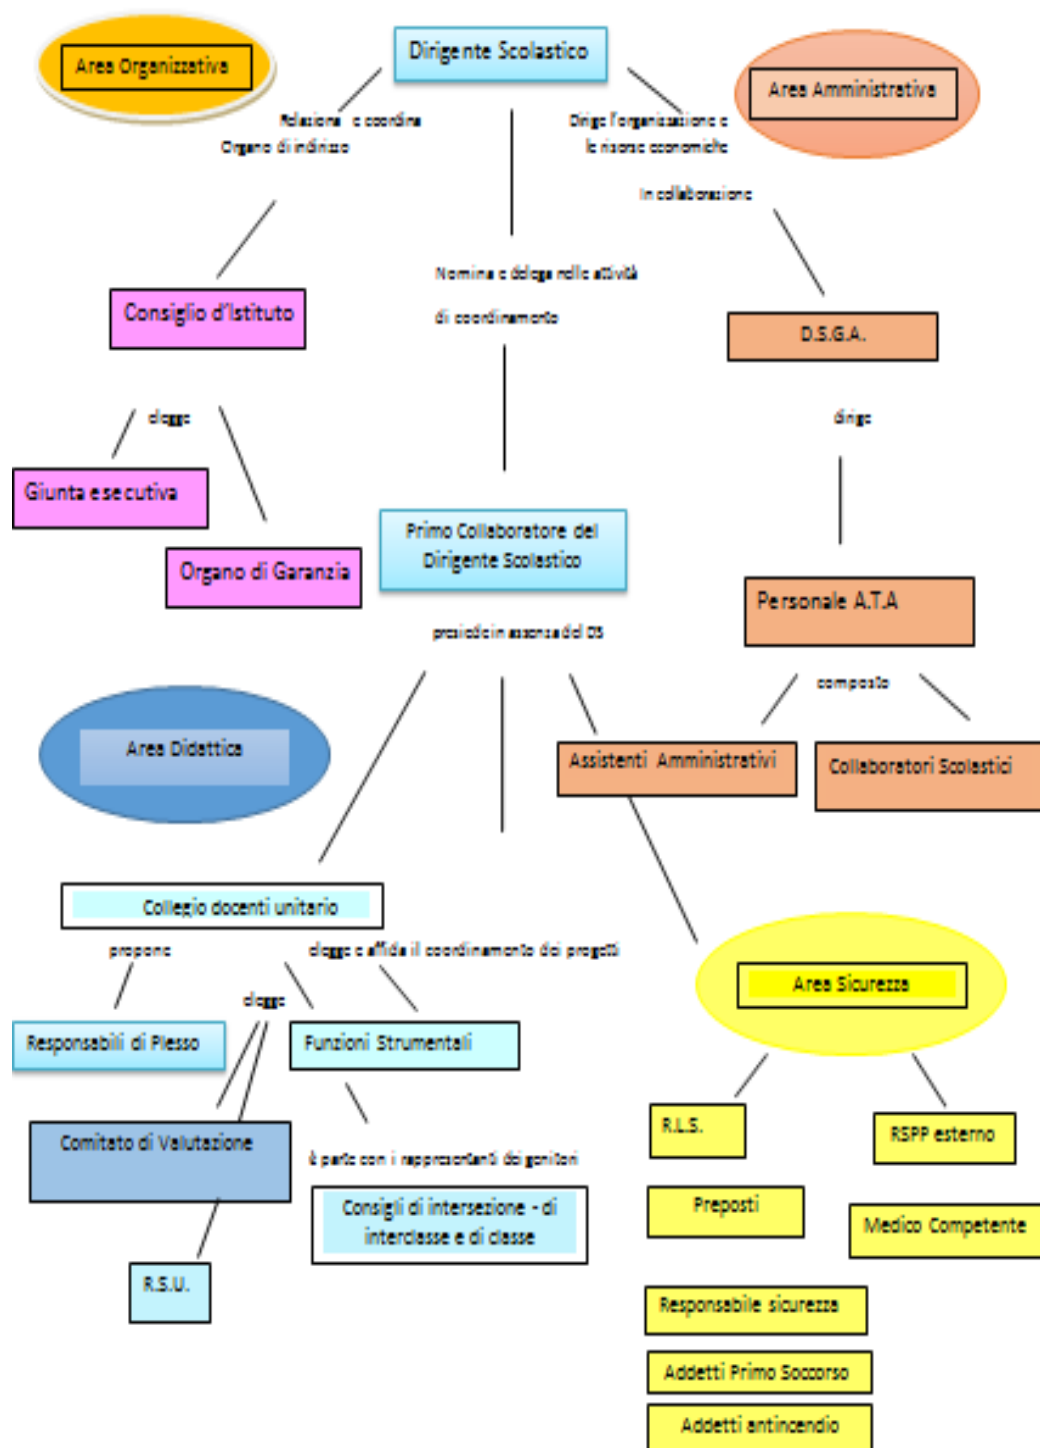 Area Organizzativa
Dirigente Scolastico
Area Amministrativa
Relaziona e coordina
Organo di indirizzo
Dirige l'organizzazione e
le risorse economiche
In collaborazione
Nomina e delega nelle attività
di coordinamento
Consiglio d'Istituto
D.S.G.A.
elegge
dirige
Giunta esecutiva
Organo di Garanzia
Primo Collaboratore del
Dirigente Scolastico
Personale A.T.A
presiede in assenza del DS
composto
Area Didattica
Assistenti Amministrativi
Collaboratori Scolastici
Collegio docenti unitario
propone
elegge e affida il coordinamento dei progetti
elegge
Area Sicurezza
Responsabili di Plesso
Funzioni Strumentali
Comitato di Valutazione
è parte con i rappresentanti dei genitori
Consigli di intersezione - di
interclasse e di classe
R.S.U.
R.L.S.
RSPP esterno
Preposti
Medico Competente
Responsabile sicurezza
Addetti Primo Soccorso
Addetti antincendio